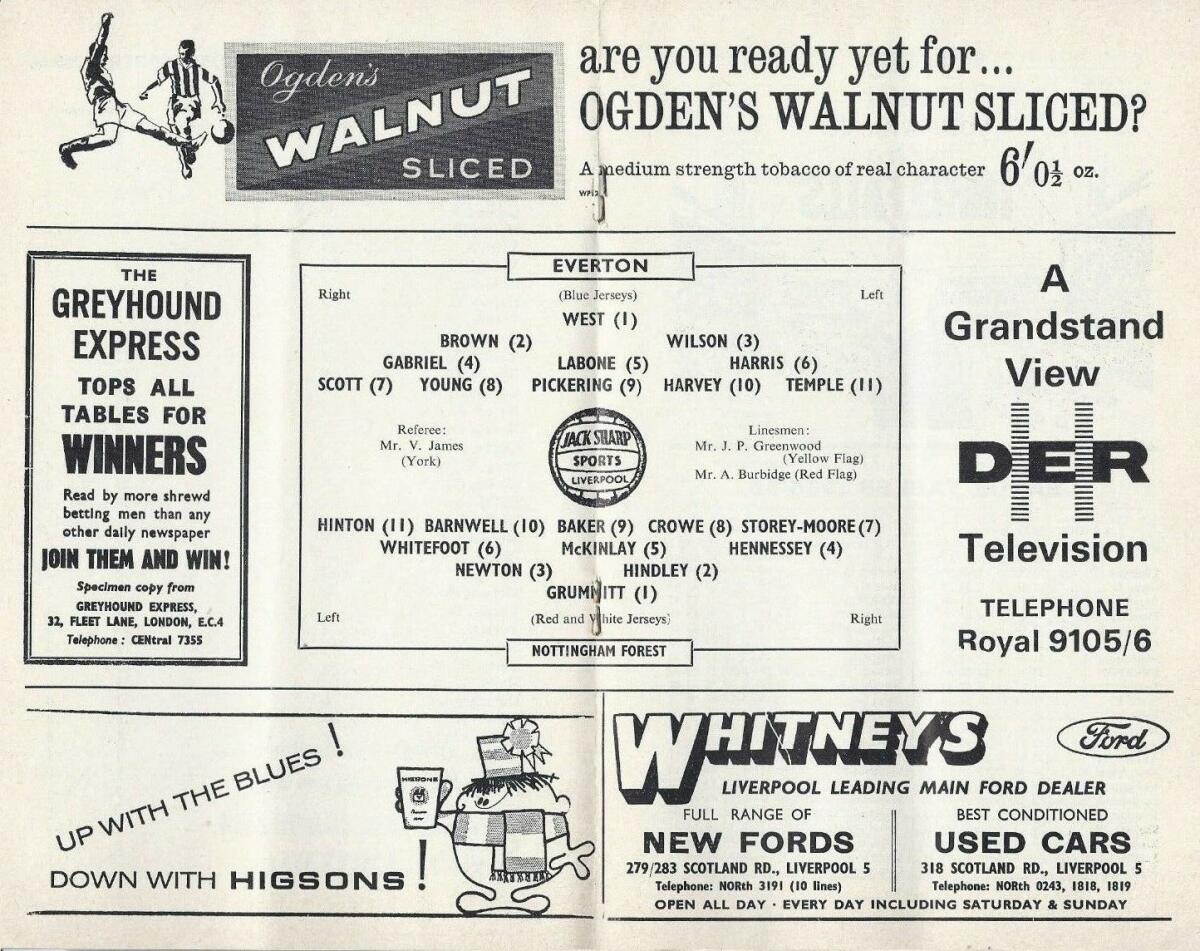 Ogden's
WALNUT
SLICED
are you ready yet for...
OGDEN'S WALNUT SLICED?
A medium strength tobacco of real character 6'0½ oz.
THE
GREYHOUND
EXPRESS
TOPS ALL
TABLES FOR
WINNERS
Read by more shrewd
betting men than any
other daily newspaper
JOIN THEM AND WIN!
Specimen copy from
GREYHOUND EXPRESS,
32, FLEET LANE, LONDON, E.C.4
Telephone : CENtral 7355
EVERTON
Right (Blue Jerseys) Left
WEST (1)
BROWN (2) WILSON (3)
GABRIEL (4) LABONE (5) HARRIS (6)
SCOTT (7) YOUNG (8) PICKERING (9) HARVEY (10) TEMPLE (11)
Referee:
Mr. V. James
(York)
JACK SHARP
SPORTS
LIVERPOOL
Linesmen:
Mr. J. P. Greenwood
(Yellow Flag)
Mr. A. Burbidge (Red Flag)
HINTON (11) BARNWELL (10) BAKER (9) CROWE (8) STOREY-MOORE (7)
WHITEFOOT (6) McKINLAY (5) HENNESSEY (4)
NEWTON (3) HINDLEY (2)
GRUMMITT (1)
Left (Red and White Jerseys) Right
NOTTINGHAM FOREST
A
Grandstand
View
DER
Television
TELEPHONE
Royal 9105/6
UP WITH THE BLUES !
DOWN WITH HIGSONS !
HIGSONS
WHITNEY'S
Ford
LIVERPOOL LEADING MAIN FORD DEALER
FULL RANGE OF
NEW FORDS
279/283 SCOTLAND RD., LIVERPOOL 5
Telephone: NORth 3191 (10 lines)
BEST CONDITIONED
USED CARS
318 SCOTLAND RD., LIVERPOOL 5
Telephone: NORth 0243, 1818, 1819
OPEN ALL DAY · EVERY DAY INCLUDING SATURDAY & SUNDAY